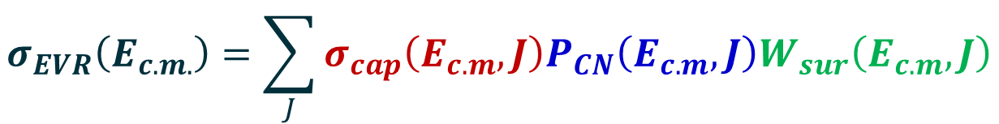 σ_EVR(E_c.m.) = ∑_J σ_cap(E_c.m, J)P_CN(E_c.m, J)W_sur(E_c.m, J)